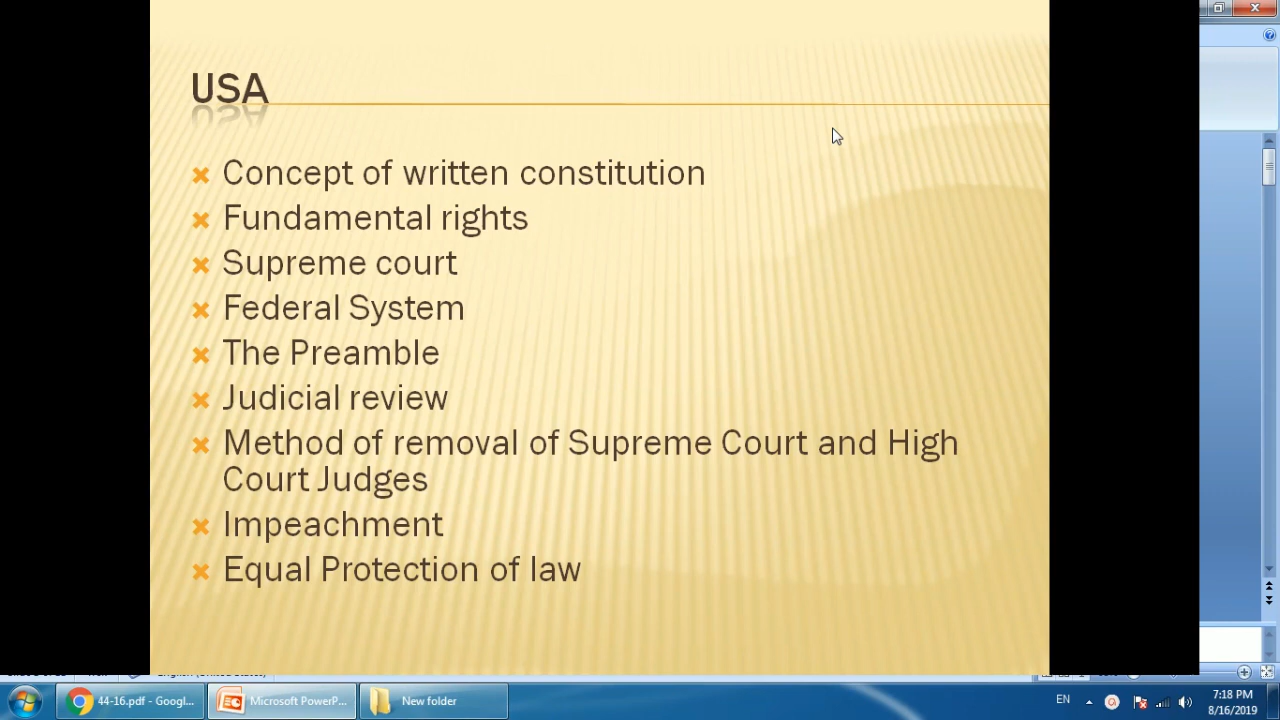 USA
Concept of written constitution
Fundamental rights
Supreme court
Federal System
The Preamble
Judicial review
Method of removal of Supreme Court and High
Court Judges
Impeachment
Equal Protection of law
44-16.pdf - Googl...
Microsoft PowerP...
New folder
EN
7:18 PM
8/16/2019